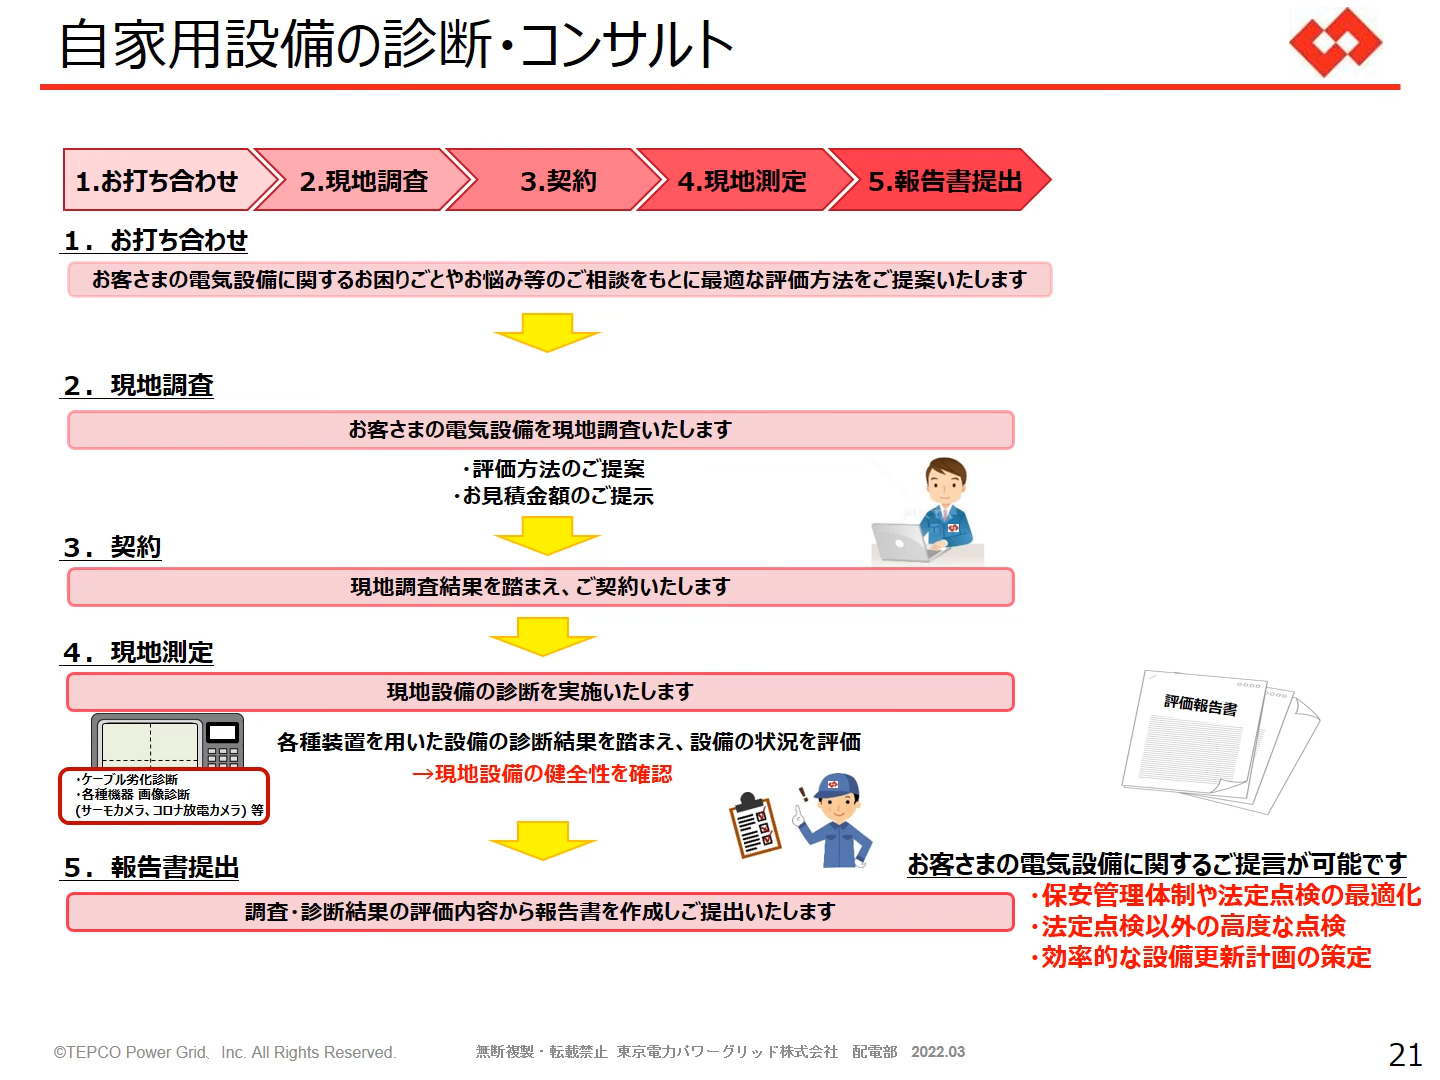 自家用設備の診断・コンサルト
1.お打ち合わせ
2.現地調査
3.契約
4.現地測定
5.報告書提出
１．お打ち合わせ
お客さまの電気設備に関するお困りごとやお悩み等のご相談をもとに最適な評価方法をご提案いたします
２．現地調査
お客さまの電気設備を現地調査いたします
・評価方法のご提案
・お見積金額のご提示
３．契約
現地調査結果を踏まえ、ご契約いたします
４．現地測定
現地設備の診断を実施いたします
各種装置を用いた設備の診断結果を踏まえ、設備の状況を評価
→現地設備の健全性を確認
・ケーブル劣化診断
・各種機器 画像診断
(サーモカメラ、コロナ放電カメラ) 等
評価報告書
５．報告書提出
調査・診断結果の評価内容から報告書を作成しご提出いたします
お客さまの電気設備に関するご提言が可能です
・保安管理体制や法定点検の最適化
・法定点検以外の高度な点検
・効率的な設備更新計画の策定
©TEPCO Power Grid、Inc. All Rights Reserved.
無断複製・転載禁止 東京電力パワーグリッド株式会社 配電部 2022.03
21